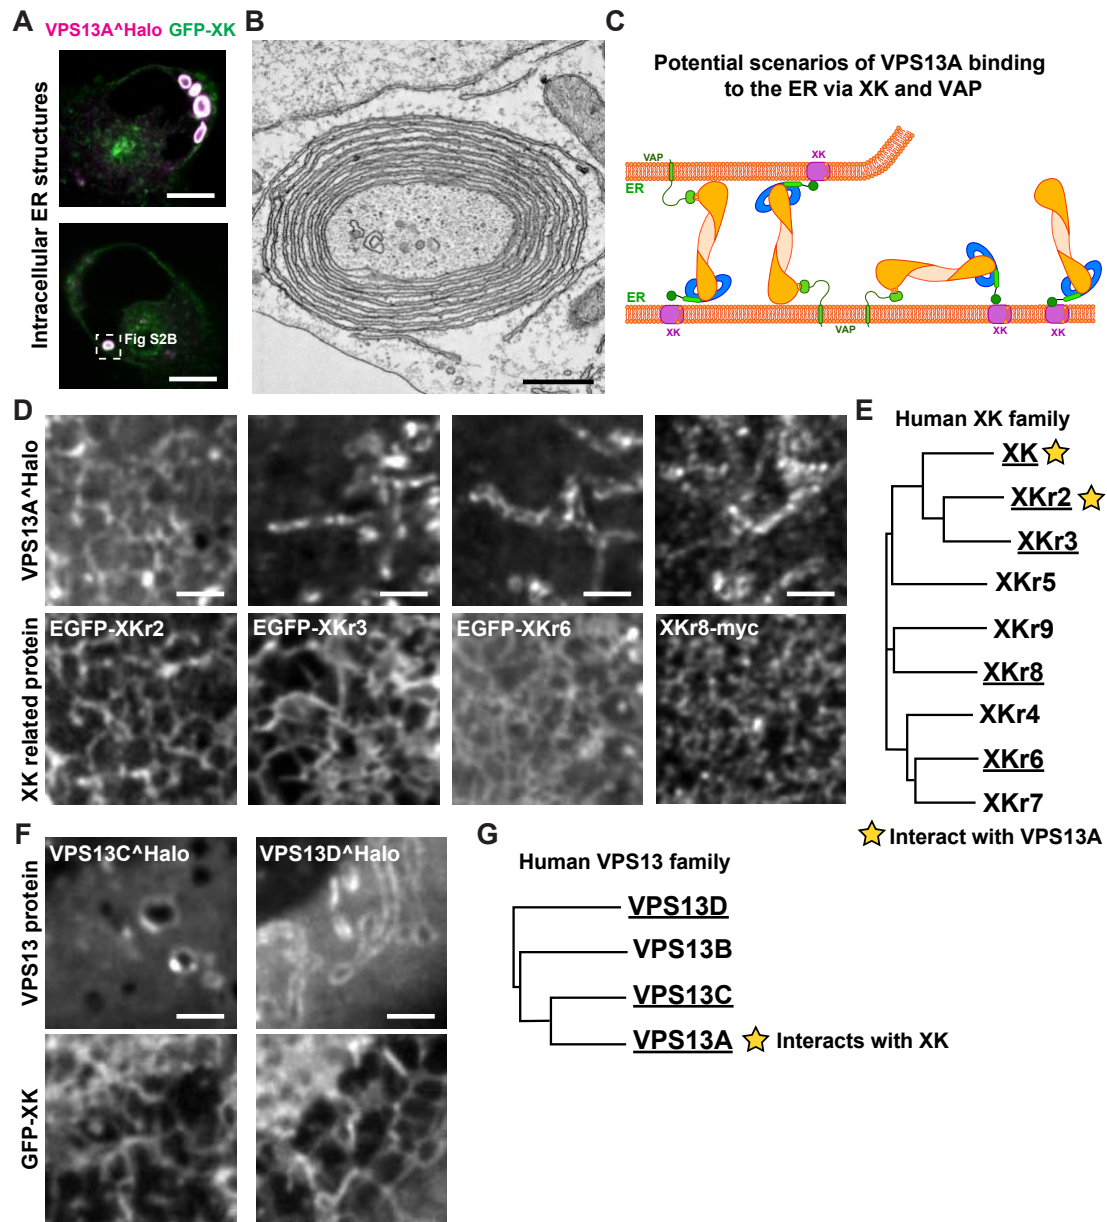 A
VPS13A^Halo GFP-XK
Intracellular ER structures
Fig S2B
B
C
Potential scenarios of VPS13A binding
to the ER via XK and VAP
VAP
XK
ER
ER
XK
VAP
XK
XK
D
VPS13A^Halo
XK related protein
EGFP-XKr2
EGFP-XKr3
EGFP-XKr6
XKr8-myc
E
Human XK family
XK
XKr2
XKr3
XKr5
XKr9
XKr8
XKr4
XKr6
XKr7
Interact with VPS13A
F
VPS13 protein
VPS13C^Halo
VPS13D^Halo
GFP-XK
G
Human VPS13 family
VPS13D
VPS13B
VPS13C
VPS13A
Interacts with XK